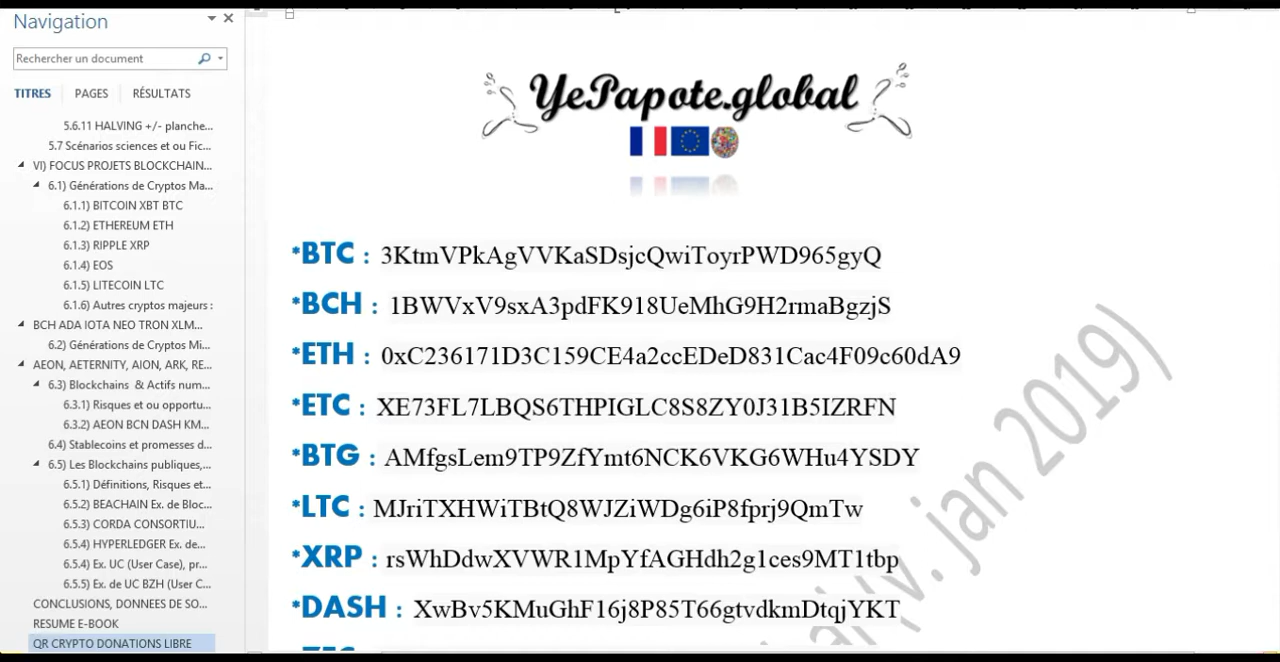 Navigation
Rechercher un document
TITRES PAGES RÉSULTATS
5.6.11 HALVING +/- planche...
5.7 Scénarios sciences et ou Fic...
VI) FOCUS PROJETS BLOCKCHAIN...
6.1) Générations de Cryptos Ma...
6.1.1) BITCOIN XBT BTC
6.1.2) ETHEREUM ETH
6.1.3) RIPPLE XRP
6.1.4) EOS
6.1.5) LITECOIN LTC
6.1.6) Autres cryptos majeurs :
BCH ADA IOTA NEO TRON XLM...
6.2) Générations de Cryptos Mi...
AEON, AETERNITY, AION, ARK, RE...
6.3) Blockchains & Actifs num...
6.3.1) Risques et ou opportu...
6.3.2) AEON BCN DASH KM...
6.4) Stablecoins et promesses d...
6.5) Les Blockchains publiques,...
6.5.1) Définitions, Risques et...
6.5.2) BEACHAIN Ex. de Bloc...
6.5.3) CORDA CONSORTIU...
6.5.4) HYPERLEDGER Ex. de...
6.5.4) Ex. UC (User Case), pr...
6.5.5) Ex. de UC BZH (User C...
CONCLUSIONS, DONNEES DE SO...
RESUME E-BOOK
QR CRYPTO DONATIONS LIBRE
YePapote.global
*BTC : 3KtmVPkAgVVKaSDsjcQwiToyrPWD965gyQ
*BCH : 1BWVxV9sxA3pdFK918UeMhG9H2rmaBgzjS
*ETH : 0xC236171D3C159CE4a2ccEDeD831Cac4F09c60dA9
*ETC : XE73FL7LBQS6THPIGLC8S8ZY0J31B5IZRFN
*BTG : AMfgsLem9TP9ZfYmt6NCK6VKG6WHu4YSDY
*LTC : MJriTXHWiTBtQ8WJZiWDg6iP8fprj9QmTw
*XRP : rsWhDdwXVWR1MpYfAGHdh2g1ces9MT1tbp
*DASH : XwBv5KMuGhF16j8P85T66gtvdkmDtqjYKT
(v. jan 2019)